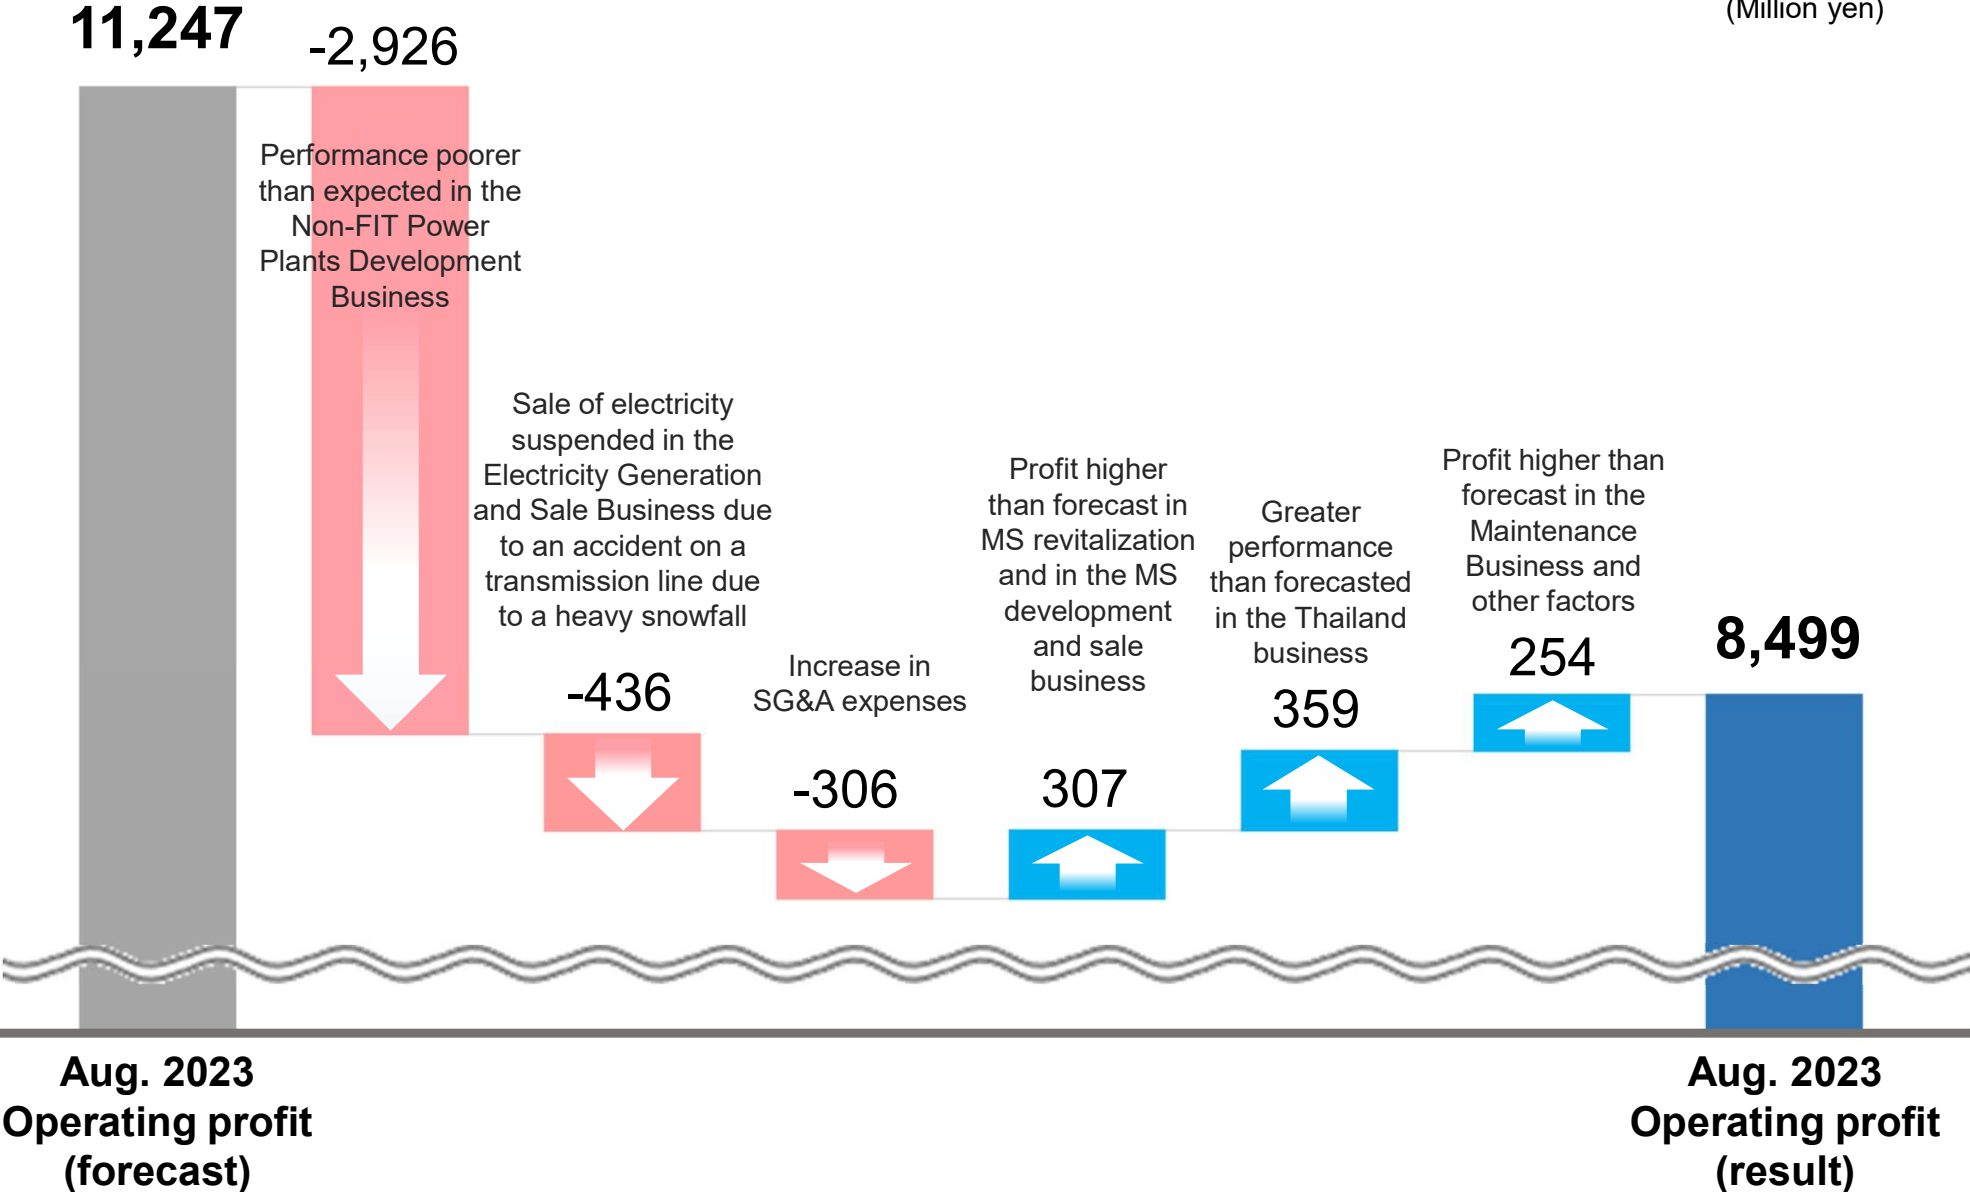 (Million yen)
11,247
-2,926
Performance poorer
than expected in the
Non-FIT Power
Plants Development
Business
Sale of electricity
suspended in the
Electricity Generation
and Sale Business due
to an accident on a
transmission line due
to a heavy snowfall
-436
Increase in
SG&A expenses
-306
Profit higher
than forecast in
MS revitalization
and in the MS
development
and sale
business
307
Greater
performance
than forecasted
in the Thailand
business
359
Profit higher than
forecast in the
Maintenance
Business and
other factors
254
8,499
Aug. 2023
Operating profit
(forecast)
Aug. 2023
Operating profit
(result)